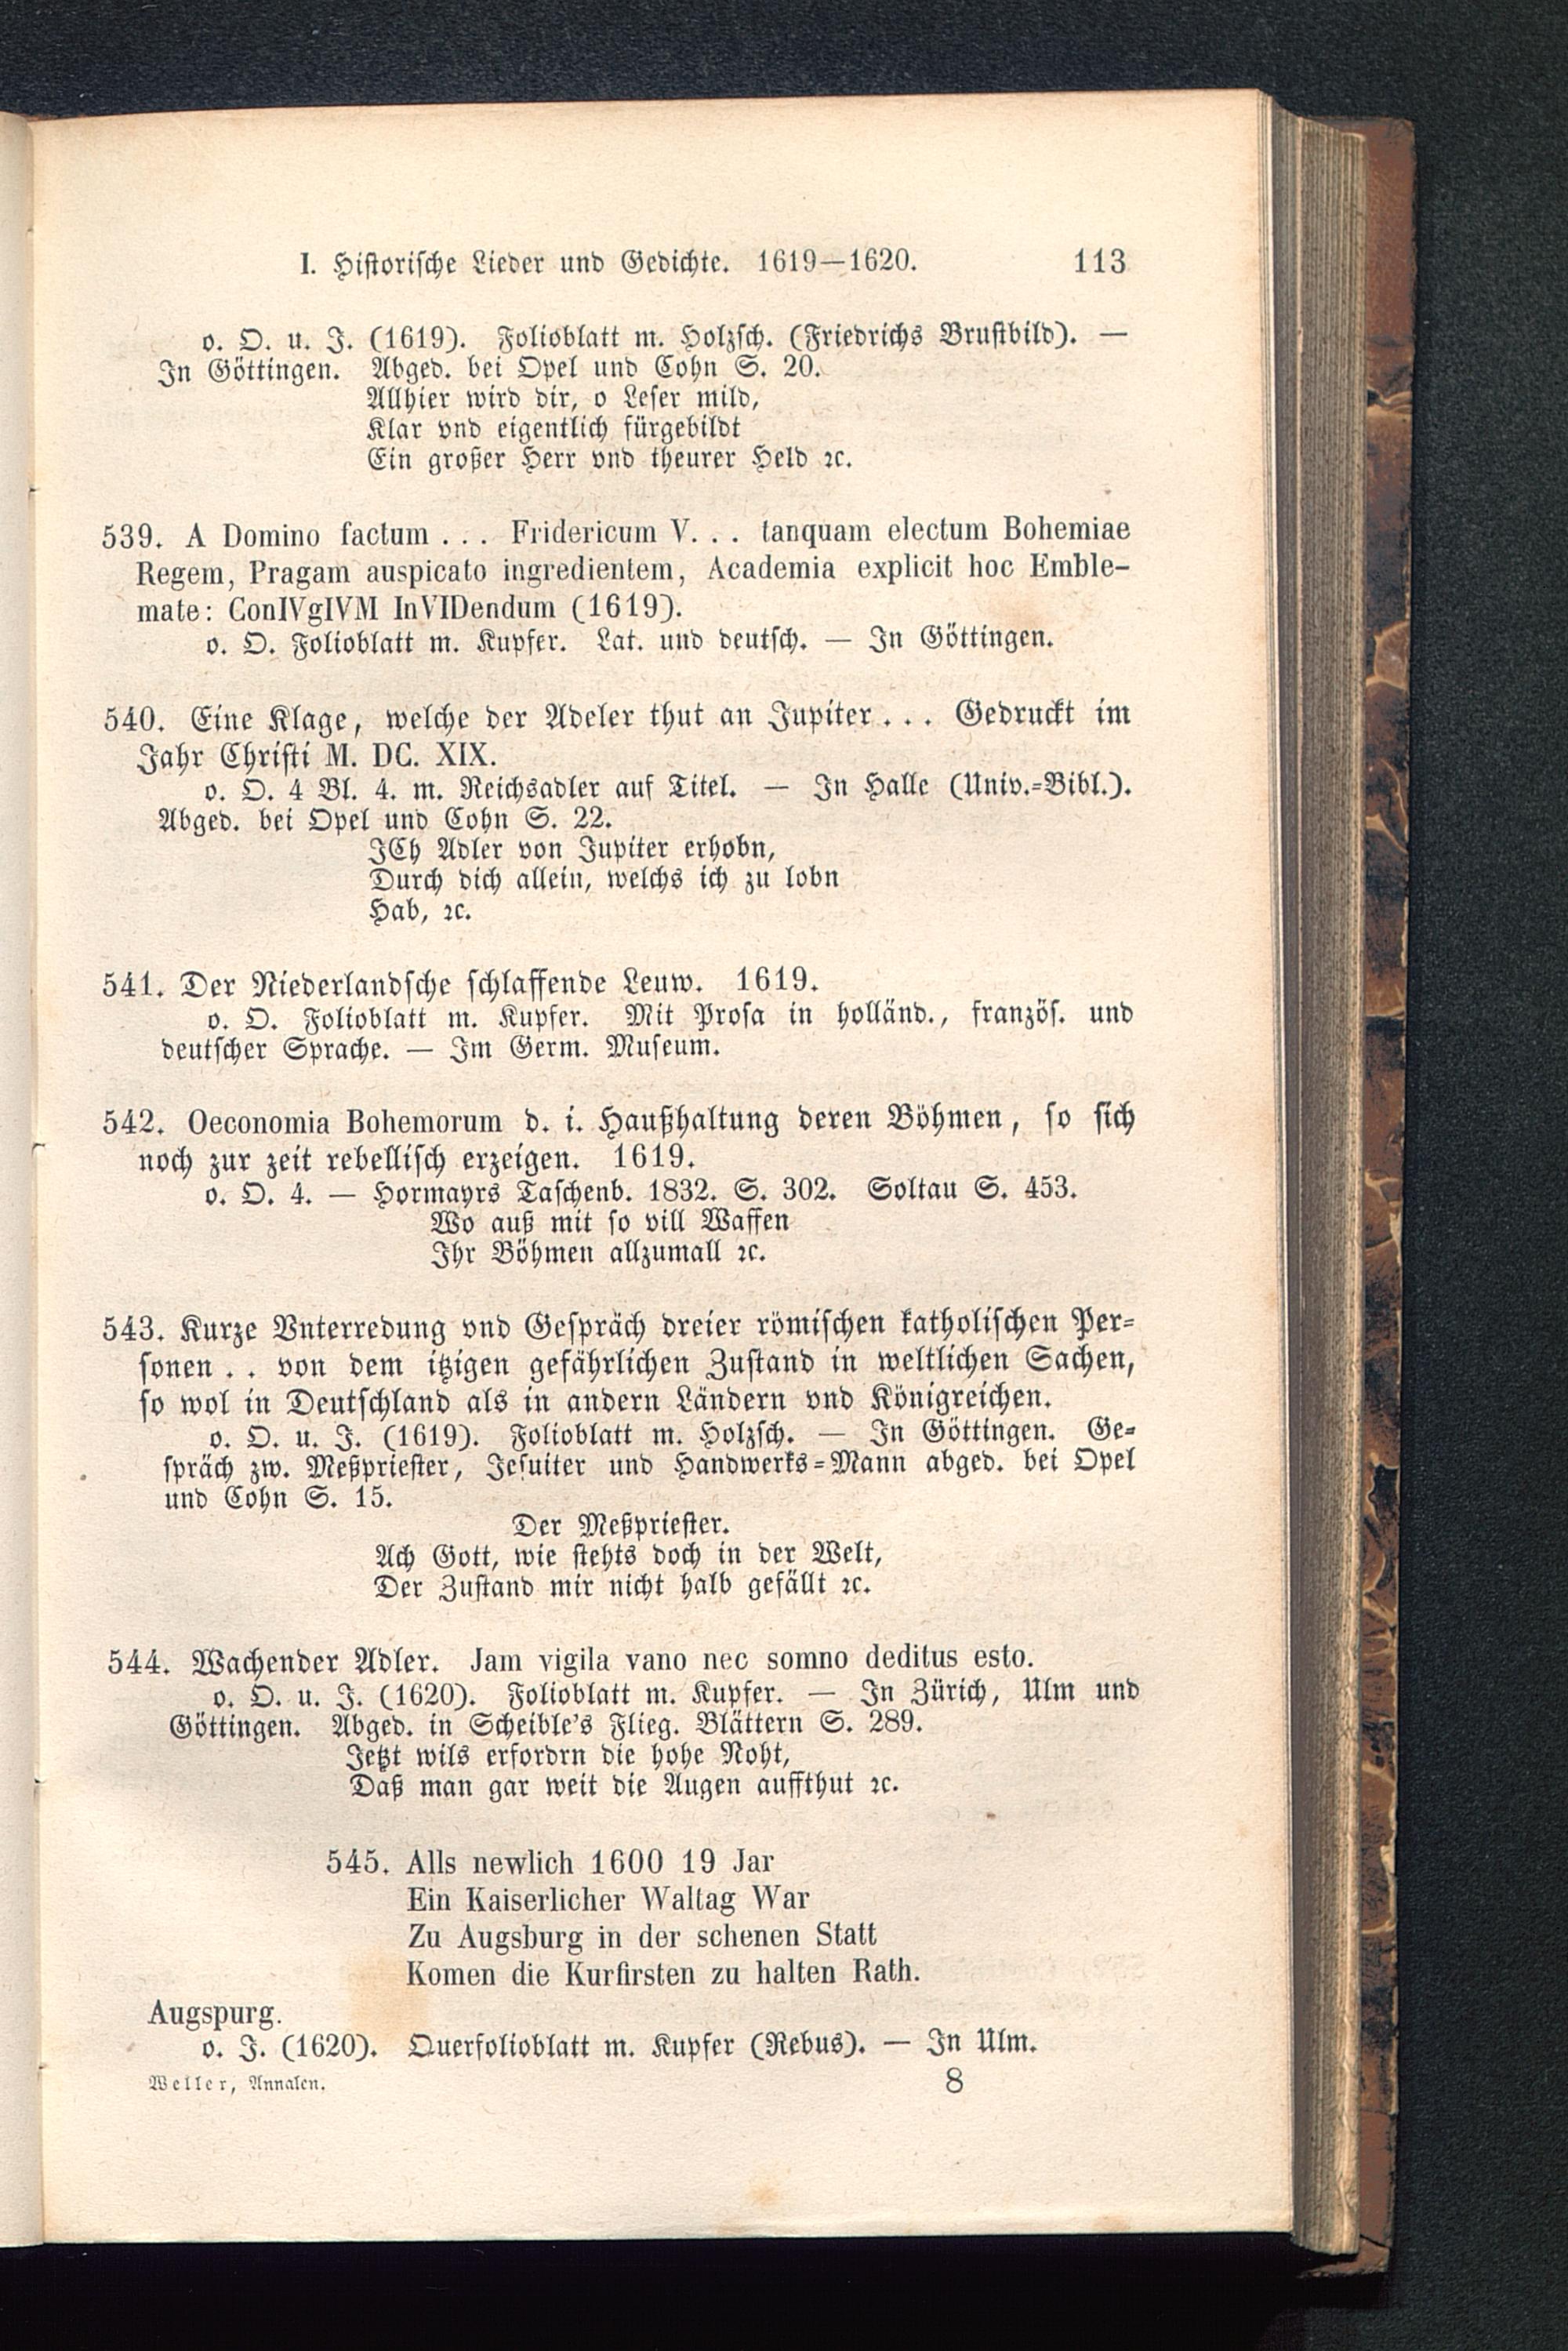 I. Historische Lieder und Gedichte. 1619—1620. 113
o. O. u. J. (1619). Folioblatt m. Holzsch. (Friedrichs Brustbild). —
In Göttingen. Abged. bei Opel und Cohn S. 20.
Allhier wird dir, o Leser mild,
Klar vnd eigentlich fürgebildt
Ein großer Herr vnd theurer Held ꝛc.
539. A Domino factum . . . Fridericum V. . . tanquam electum Bohemiae
Regem, Pragam auspicato ingredientem, Academia explicit hoc Emble-
mate: ConIVgIVM InVIDendum (1619).
o. O. Folioblatt m. Kupfer. Lat. und deutsch. — In Göttingen.
540. Eine Klage, welche der Adeler thut an Jupiter . . . Gedruckt im
Jahr Christi M. DC. XIX.
o. O. 4 Bl. 4. m. Reichsadler auf Titel. — In Halle (Univ.-Bibl.).
Abged. bei Opel und Cohn S. 22.
ICh Adler von Jupiter erhobn,
Durch dich allein, welchs ich zu lobn
Hab, ꝛc.
541. Der Niederlandsche schlaffende Leuw. 1619.
o. O. Folioblatt m. Kupfer. Mit Prosa in holländ., französ. und
deutscher Sprache. — Im Germ. Museum.
542. Oeconomia Bohemorum d. i. Haußhaltung deren Böhmen, so sich
noch zur zeit rebellisch erzeigen. 1619.
o. O. 4. — Hormayrs Taschenb. 1832. S. 302. Soltau S. 453.
Wo auß mit so vill Waffen
Ihr Böhmen allzumall ꝛc.
543. Kurze Vnterredung vnd Gespräch dreier römischen katholischen Per-
sonen . . von dem itzigen gefährlichen Zustand in weltlichen Sachen,
so wol in Deutschland als in andern Ländern vnd Königreichen.
o. O. u. J. (1619). Folioblatt m. Holzsch. — In Göttingen. Ge-
spräch zw. Meßpriester, Jesuiter und Handwerks-Mann abged. bei Opel
und Cohn S. 15.
Der Meßpriester.
Ach Gott, wie stehts doch in der Welt,
Der Zustand mir nicht halb gefällt ꝛc.
544. Wachender Adler. Jam vigila vano nec somno deditus esto.
o. O. u. J. (1620). Folioblatt m. Kupfer. — In Zürich, Ulm und
Göttingen. Abged. in Scheible's Flieg. Blättern S. 289.
Jetzt wils erfordrn die hohe Noht,
Daß man gar weit die Augen auffthut ꝛc.
545. Alls newlich 1600 19 Jar
Ein Kaiserlicher Waltag War
Zu Augsburg in der schenen Statt
Komen die Kurfirsten zu halten Rath.
Augspurg.
o. J. (1620). Querfolioblatt m. Kupfer (Rebus). — In Ulm.
Weller, Annalen. 8